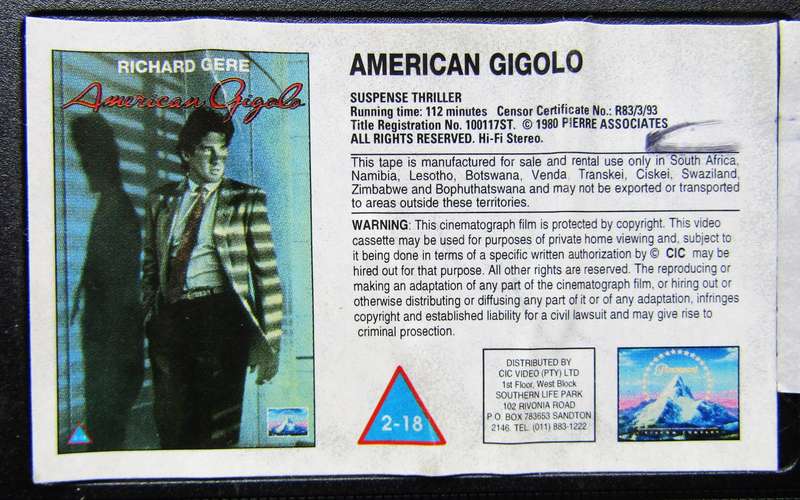 RICHARD GERE
American Gigolo
AMERICAN GIGOLO
SUSPENSE THRILLER
Running time: 112 minutes Censor Certificate No.: R83/3/93
Title Registration No. 100117ST. © 1980 PIERRE ASSOCIATES
ALL RIGHTS RESERVED. Hi-Fi Stereo.
This tape is manufactured for sale and rental use only in South Africa,
Namibia, Lesotho, Botswana, Venda, Transkei, Ciskei, Swaziland,
Zimbabwe and Bophuthatswana and may not be exported or transported
to areas outside these territories.
WARNING: This cinematograph film is protected by copyright. This video
cassette may be used for purposes of private home viewing and, subject to
it being done in terms of a specific written authorization by © CIC may be
hired out for that purpose. All other rights are reserved. The reproducing or
making an adaptation of any part of the cinematograph film, or hiring out or
otherwise distributing or diffusing any part of it or of any adaptation, infringes
copyright and established liability for a civil lawsuit and may give rise to
criminal prosection.
2-18
DISTRIBUTED BY
CIC VIDEO (PTY) LTD
1st Floor, West Block
SOUTHERN LIFE PARK
102 RIVONIA ROAD
P.O. BOX 783653 SANDTON
2146. TEL. (011) 883-1222
Paramount